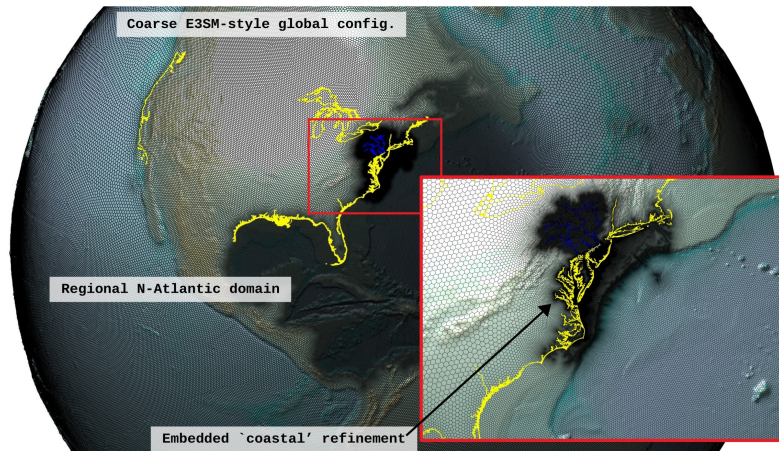 Coarse E3SM-style global config.
Regional N-Atlantic domain
Embedded `coastal’ refinement